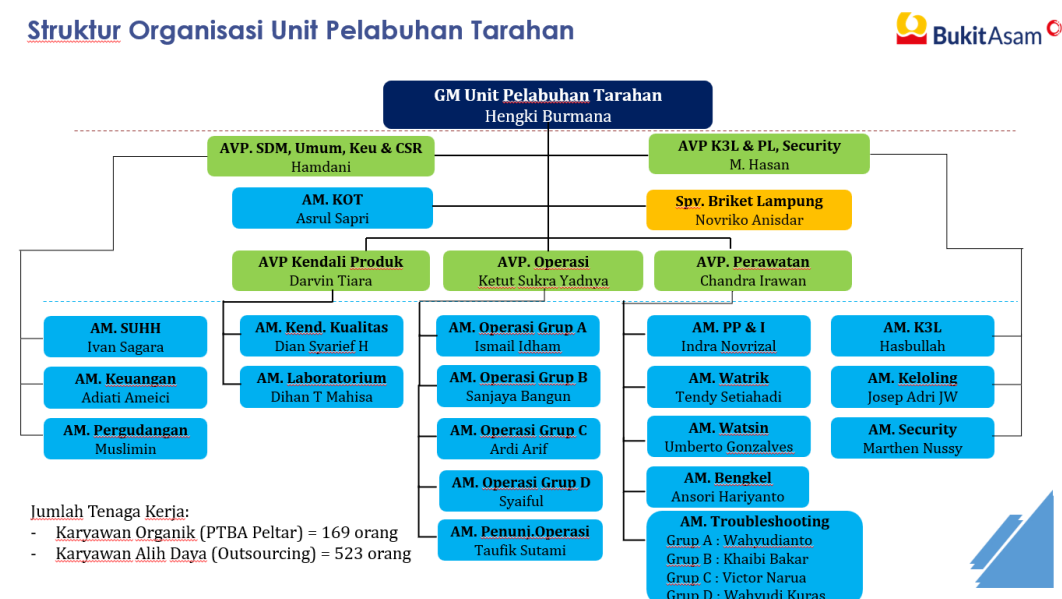 Struktur Organisasi Unit Pelabuhan Tarahan
BukitAsam
GM Unit Pelabuhan Tarahan
Hengki Burmana
AVP. SDM, Umum, Keu & CSR
Hamdani
AVP K3L & PL, Security
M. Hasan
AM. KOT
Asrul Sapri
Spv. Briket Lampung
Novriko Anisdar
AVP Kendali Produk
Darvin Tiara
AVP. Operasi
Ketut Sukra Yadnya
AVP. Perawatan
Chandra Irawan
AM. SUHH
Ivan Sagara
AM. Keuangan
Adiati Ameici
AM. Pergudangan
Muslimin
AM. Kend. Kualitas
Dian Syarief H
AM. Laboratorium
Dihan T Mahisa
AM. Operasi Grup A
Ismail Idham
AM. Operasi Grup B
Sanjaya Bangun
AM. Operasi Grup C
Ardi Arif
AM. Operasi Grup D
Syaiful
AM. Penunj.Operasi
Taufik Sutami
AM. PP & I
Indra Novrizal
AM. Watrik
Tendy Setiahadi
AM. Watsin
Umberto Gonzalves
AM. Bengkel
Ansori Hariyanto
AM. Troubleshooting
Grup A : Wahyudianto
Grup B : Khaibi Bakar
Grup C : Victor Narua
Grup D : Wahyudi Kuras
AM. K3L
Hasbullah
AM. Keloling
Josep Adri JW
AM. Security
Marthen Nussy
Jumlah Tenaga Kerja:
- Karyawan Organik (PTBA Peltar) = 169 orang
- Karyawan Alih Daya (Outsourcing) = 523 orang